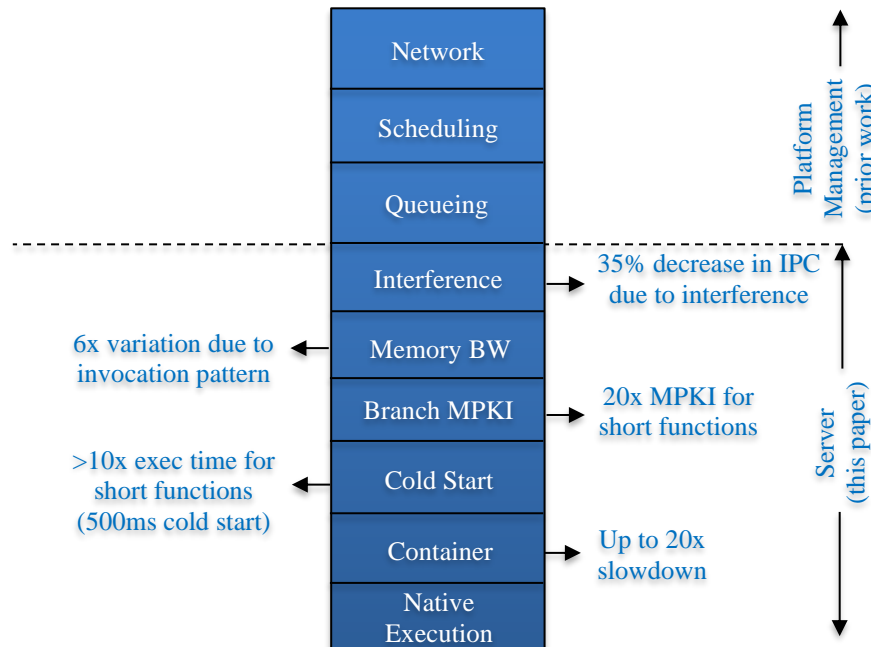 Network
Scheduling
Queueing
Platform
Management
(prior work)
Interference
35% decrease in IPC
due to interference
6x variation due to
invocation pattern
Memory BW
Branch MPKI
20x MPKI for
short functions
>10x exec time for
short functions
(500ms cold start)
Cold Start
Container
Up to 20x
slowdown
Native
Execution
Server
(this paper)